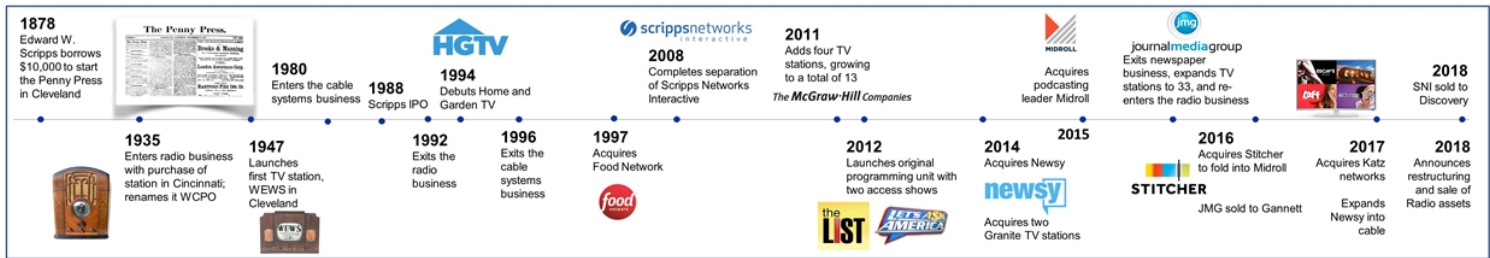 1878
Edward W.
Scripps borrows
$10,000 to start
the Penny Press
in Cleveland
The Penny Press,
Brooks & Manning
1935
Enters radio business
with purchase of
station in Cincinnati;
renames it WCPO
1947
Launches
first TV station,
WEWS in
Cleveland
WEWS
1980
Enters the cable
systems business
1988
Scripps IPO
1992
Exits the
radio
business
HGTV
1994
Debuts Home and
Garden TV
1996
Exits the
cable
systems
business
1997
Acquires
Food Network
food
network
scrippsnetworks
interactive
2008
Completes separation
of Scripps Networks
Interactive
2011
Adds four TV
stations, growing
to a total of 13
The McGraw·Hill Companies
2012
Launches original
programming unit with
two access shows
the
LIST
LET'S ASK
AMERICA
2014
Acquires Newsy
newsy
Acquires two
Granite TV stations
MIDROLL
Acquires
podcasting
leader Midroll
2015
jmg
journalmediagroup
Exits newspaper
business, expands TV
stations to 33, and re-
enters the radio business
2016
Acquires Stitcher
to fold into Midroll
STITCHER
JMG sold to Gannett
escape
laff
2017
Acquires Katz
networks
Expands
Newsy into
cable
2018
SNI sold to
Discovery
2018
Announces
restructuring
and sale of
Radio assets